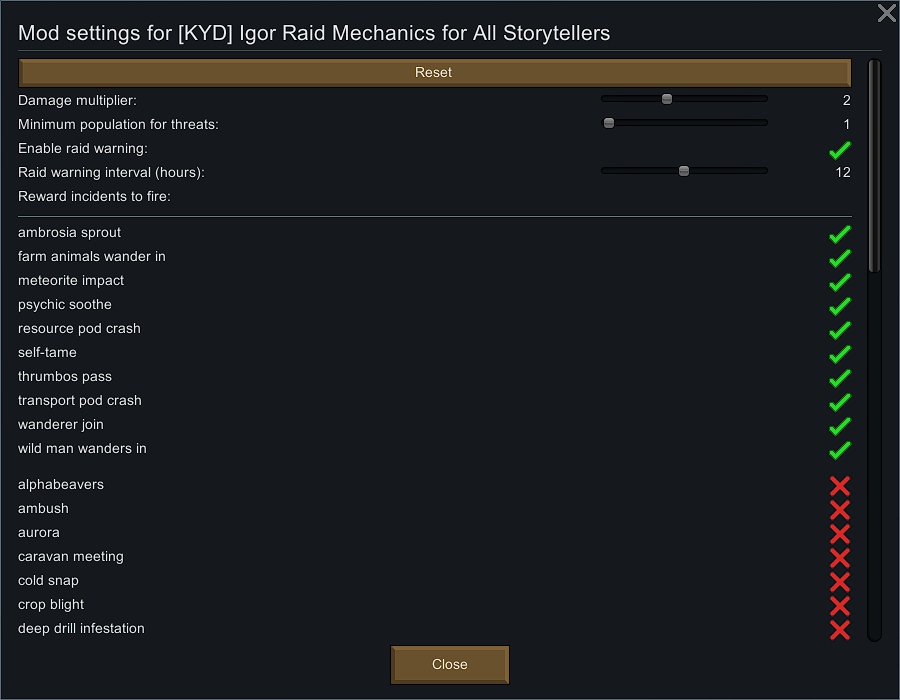 Mod settings for [KYD] Igor Raid Mechanics for All Storytellers
Reset
Damage multiplier: 2
Minimum population for threats: 1
Enable raid warning:
Raid warning interval (hours): 12
Reward incidents to fire:
ambrosia sprout
farm animals wander in
meteorite impact
psychic soothe
resource pod crash
self-tame
thrumbos pass
transport pod crash
wanderer join
wild man wanders in
alphabeavers
ambush
aurora
caravan meeting
cold snap
crop blight
deep drill infestation
Close